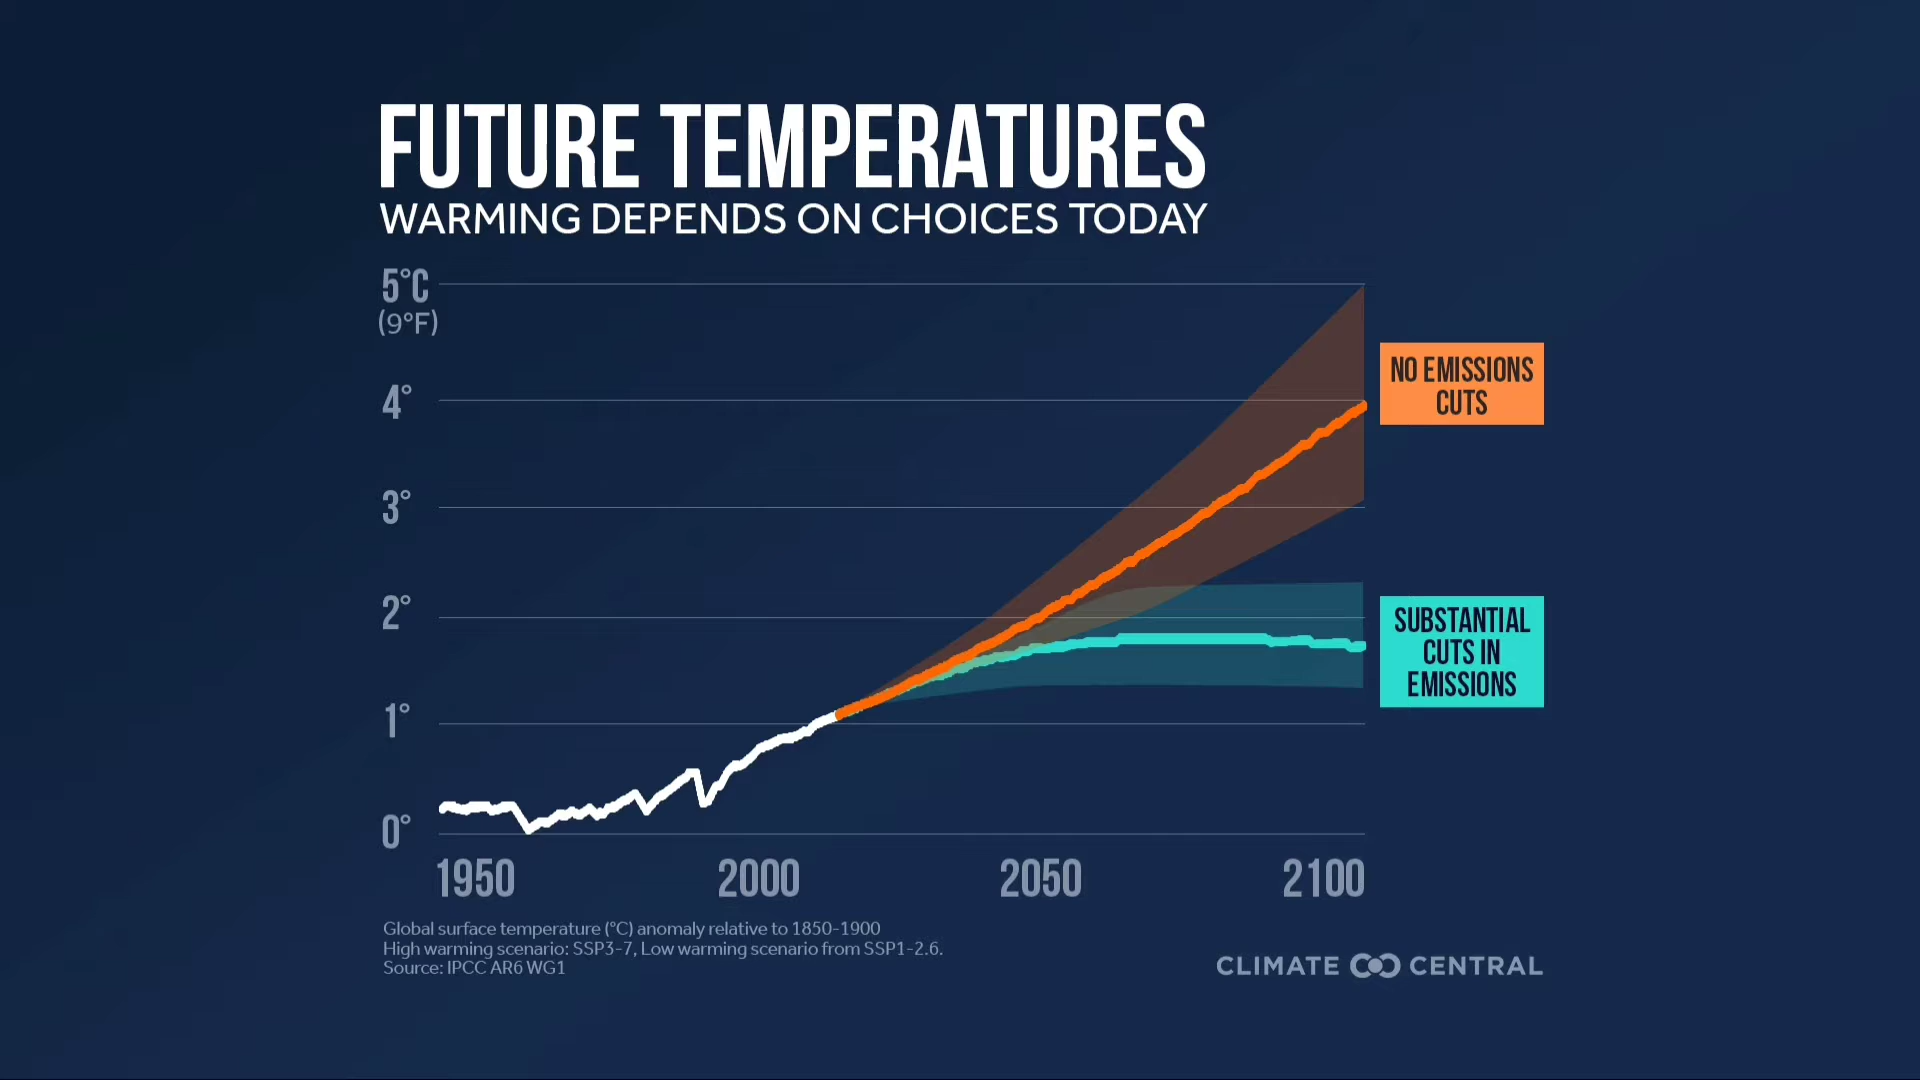 FUTURE TEMPERATURES
WARMING DEPENDS ON CHOICES TODAY
5°C
(9°F)
4°
3°
2°
1°
0°
1950 2000 2050 2100
NO EMISSIONS
CUTS
SUBSTANTIAL
CUTS IN
EMISSIONS
Global surface temperature (°C) anomaly relative to 1850-1900
High warming scenario: SSP3-7, Low warming scenario from SSP1-2.6.
Source: IPCC AR6 WG1
CLIMATE CENTRAL